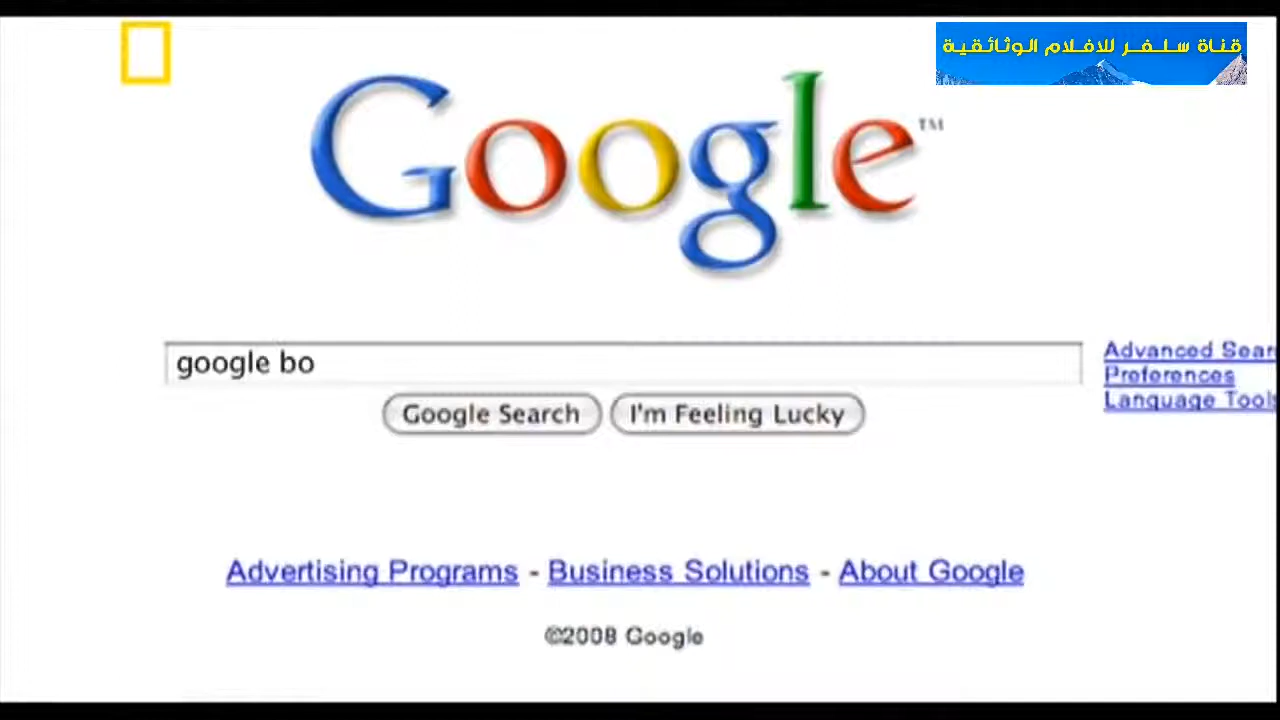 قناة سلفر للافلام الوثائقية
Google™
google bo
Advanced Sear
Preferences
Language Tools
Google Search
I'm Feeling Lucky
Advertising Programs - Business Solutions - About Google
©2008 Google